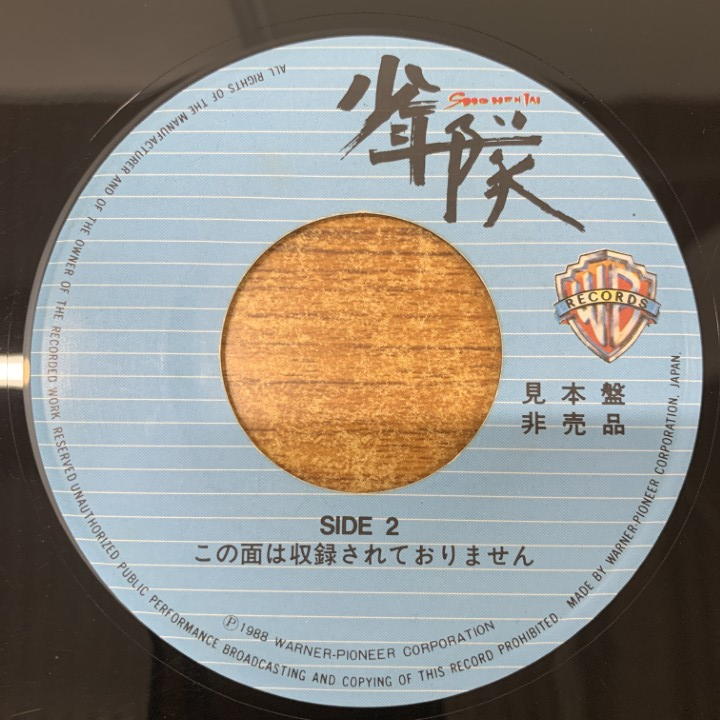 少年隊
SHONENTAI
WB
RECORDS
見本盤
非売品
SIDE 2
この面は収録されておりません
Ⓟ1988 WARNER-PIONEER CORPORATION
ALL RIGHTS OF THE MANUFACTURER AND OF THE OWNER OF THE RECORDED WORK RESERVED UNAUTHORIZED PUBLIC PERFORMANCE BROADCASTING AND COPYING OF THIS RECORD PROHIBITED. MADE BY WARNER-PIONEER CORPORATION, JAPAN.